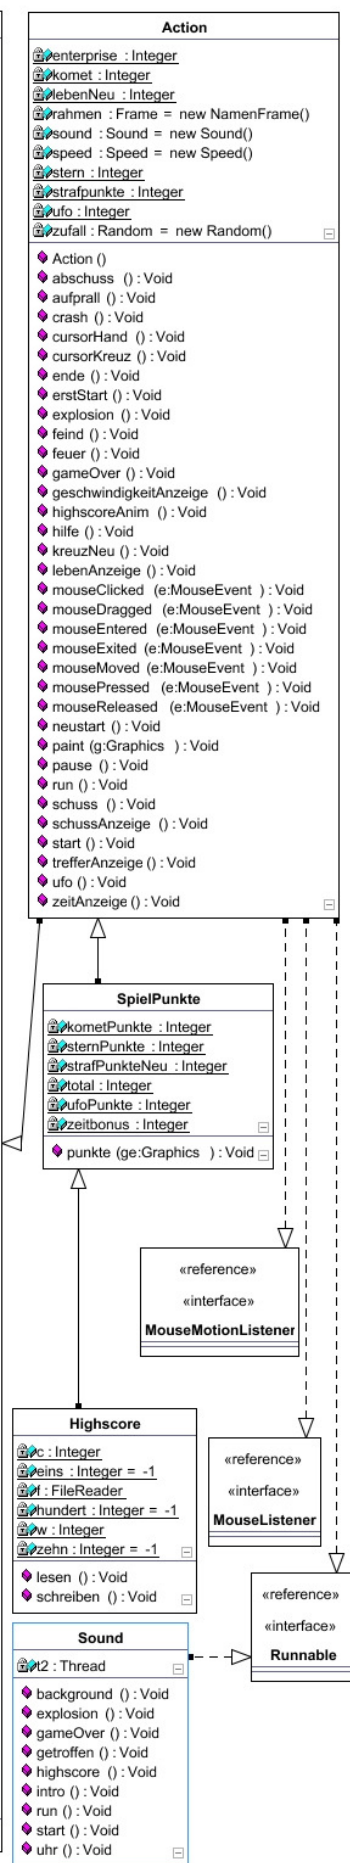 Action
enterprise : Integer
komet : Integer
lebenNeu : Integer
rahmen : Frame = new NamenFrame()
sound : Sound = new Sound()
speed : Speed = new Speed()
stern : Integer
strafpunkte : Integer
ufo : Integer
zufall : Random = new Random()
Action ()
abschuss () : Void
aufprall () : Void
crash () : Void
cursorHand () : Void
cursorKreuz () : Void
ende () : Void
erstStart () : Void
explosion () : Void
feind () : Void
feuer () : Void
gameOver () : Void
geschwindigkeitAnzeige () : Void
highscoreAnim () : Void
hilfe () : Void
kreuzNeu () : Void
lebenAnzeige () : Void
mouseClicked (e:MouseEvent ) : Void
mouseDragged (e:MouseEvent ) : Void
mouseEntered (e:MouseEvent ) : Void
mouseExited (e:MouseEvent ) : Void
mouseMoved (e:MouseEvent ) : Void
mousePressed (e:MouseEvent ) : Void
mouseReleased (e:MouseEvent ) : Void
neustart () : Void
paint (g:Graphics ) : Void
pause () : Void
run () : Void
schuss () : Void
schussAnzeige () : Void
start () : Void
trefferAnzeige () : Void
ufo () : Void
zeitAnzeige () : Void
SpielPunkte
kometPunkte : Integer
sternPunkte : Integer
strafPunkteNeu : Integer
total : Integer
ufoPunkte : Integer
zeitbonus : Integer
punkte (ge:Graphics ) : Void
«reference»
«interface»
MouseMotionListener
Highscore
c : Integer
eins : Integer = -1
f : FileReader
hundert : Integer = -1
w : Integer
zehn : Integer = -1
lesen () : Void
schreiben () : Void
«reference»
«interface»
MouseListener
«reference»
«interface»
Runnable
Sound
t2 : Thread
background () : Void
explosion () : Void
gameOver () : Void
getroffen () : Void
highscore () : Void
intro () : Void
run () : Void
start () : Void
uhr () : Void